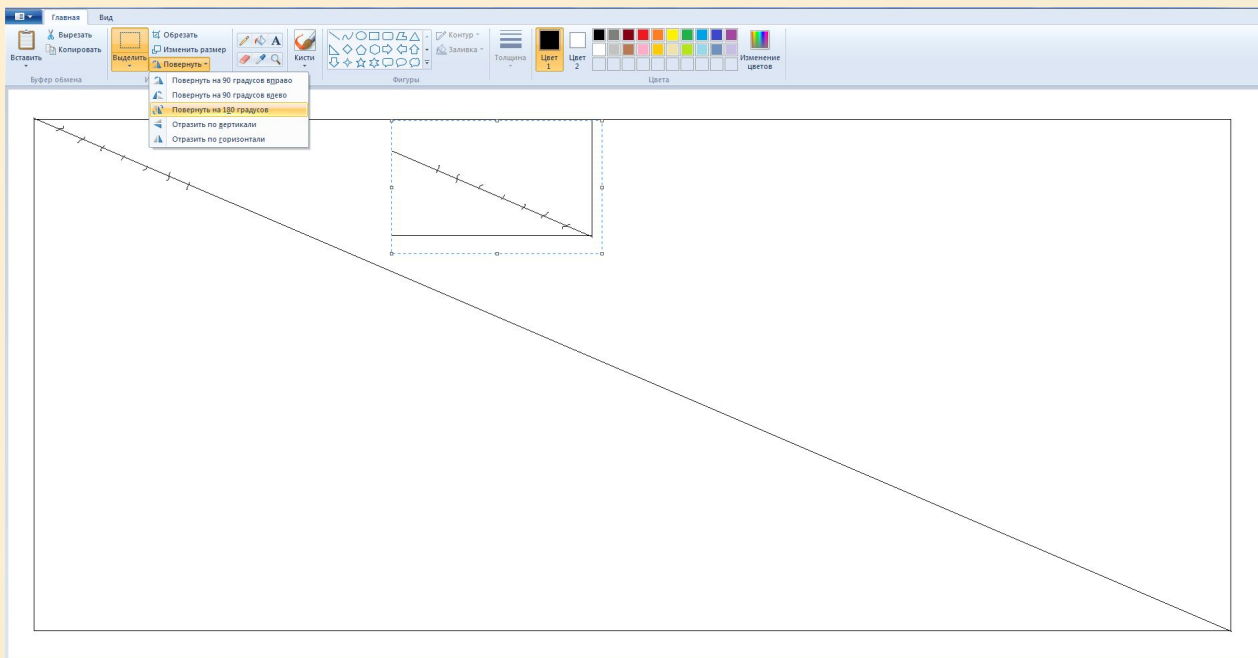 Главная Вид
Вставить
Вырезать
Копировать
Буфер обмена
Выделить
Обрезать
Изменить размер
Повернуть
Повернуть на 90 градусов вправо
Повернуть на 90 градусов влево
Повернуть на 180 градусов
Отразить по вертикали
Отразить по горизонтали
A
Кисти
Контур
Заливка
Фигуры
Толщина
Цвет
1
Цвет
2
Изменение
цветов
Цвета